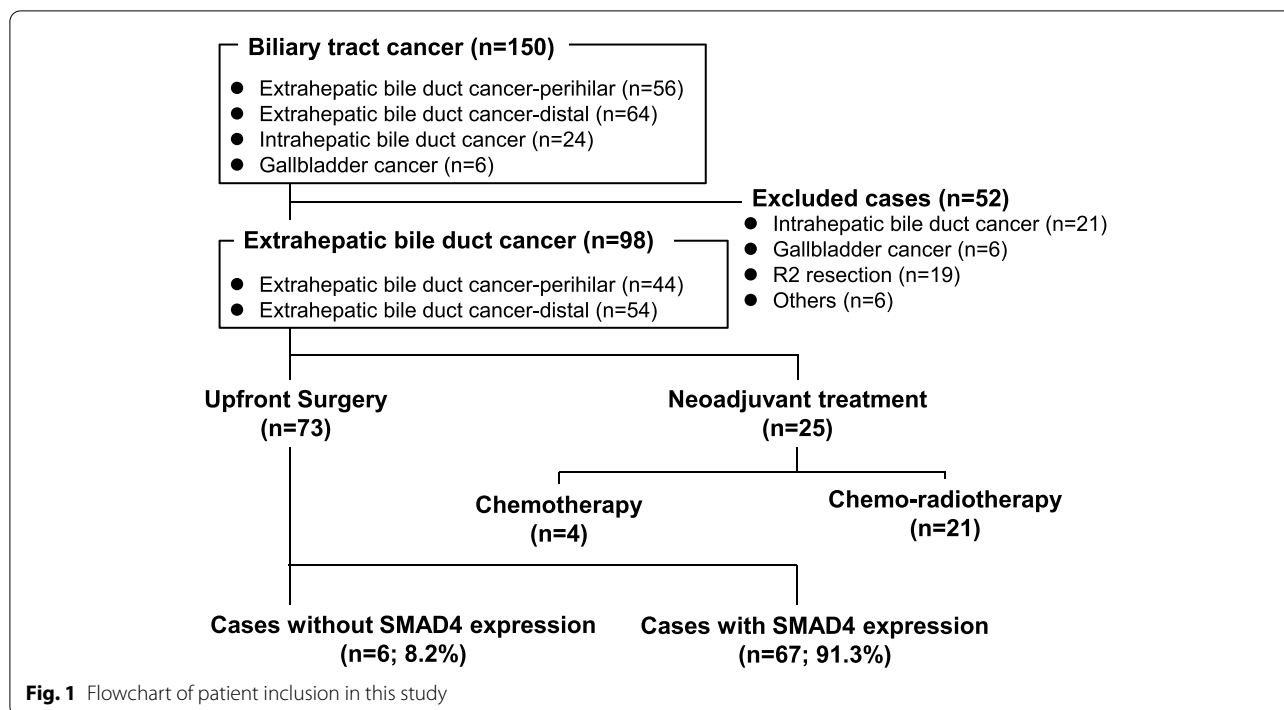 Biliary tract cancer (n=150)
● Extrahepatic bile duct cancer-perihilar (n=56)
● Extrahepatic bile duct cancer-distal (n=64)
● Intrahepatic bile duct cancer (n=24)
● Gallbladder cancer (n=6)
Excluded cases (n=52)
● Intrahepatic bile duct cancer (n=21)
● Gallbladder cancer (n=6)
● R2 resection (n=19)
● Others (n=6)
Extrahepatic bile duct cancer (n=98)
● Extrahepatic bile duct cancer-perihilar (n=44)
● Extrahepatic bile duct cancer-distal (n=54)
Upfront Surgery
(n=73)
Neoadjuvant treatment
(n=25)
Chemotherapy
(n=4)
Chemo-radiotherapy
(n=21)
Cases without SMAD4 expression
(n=6; 8.2%)
Cases with SMAD4 expression
(n=67; 91.3%)
Fig. 1 Flowchart of patient inclusion in this study